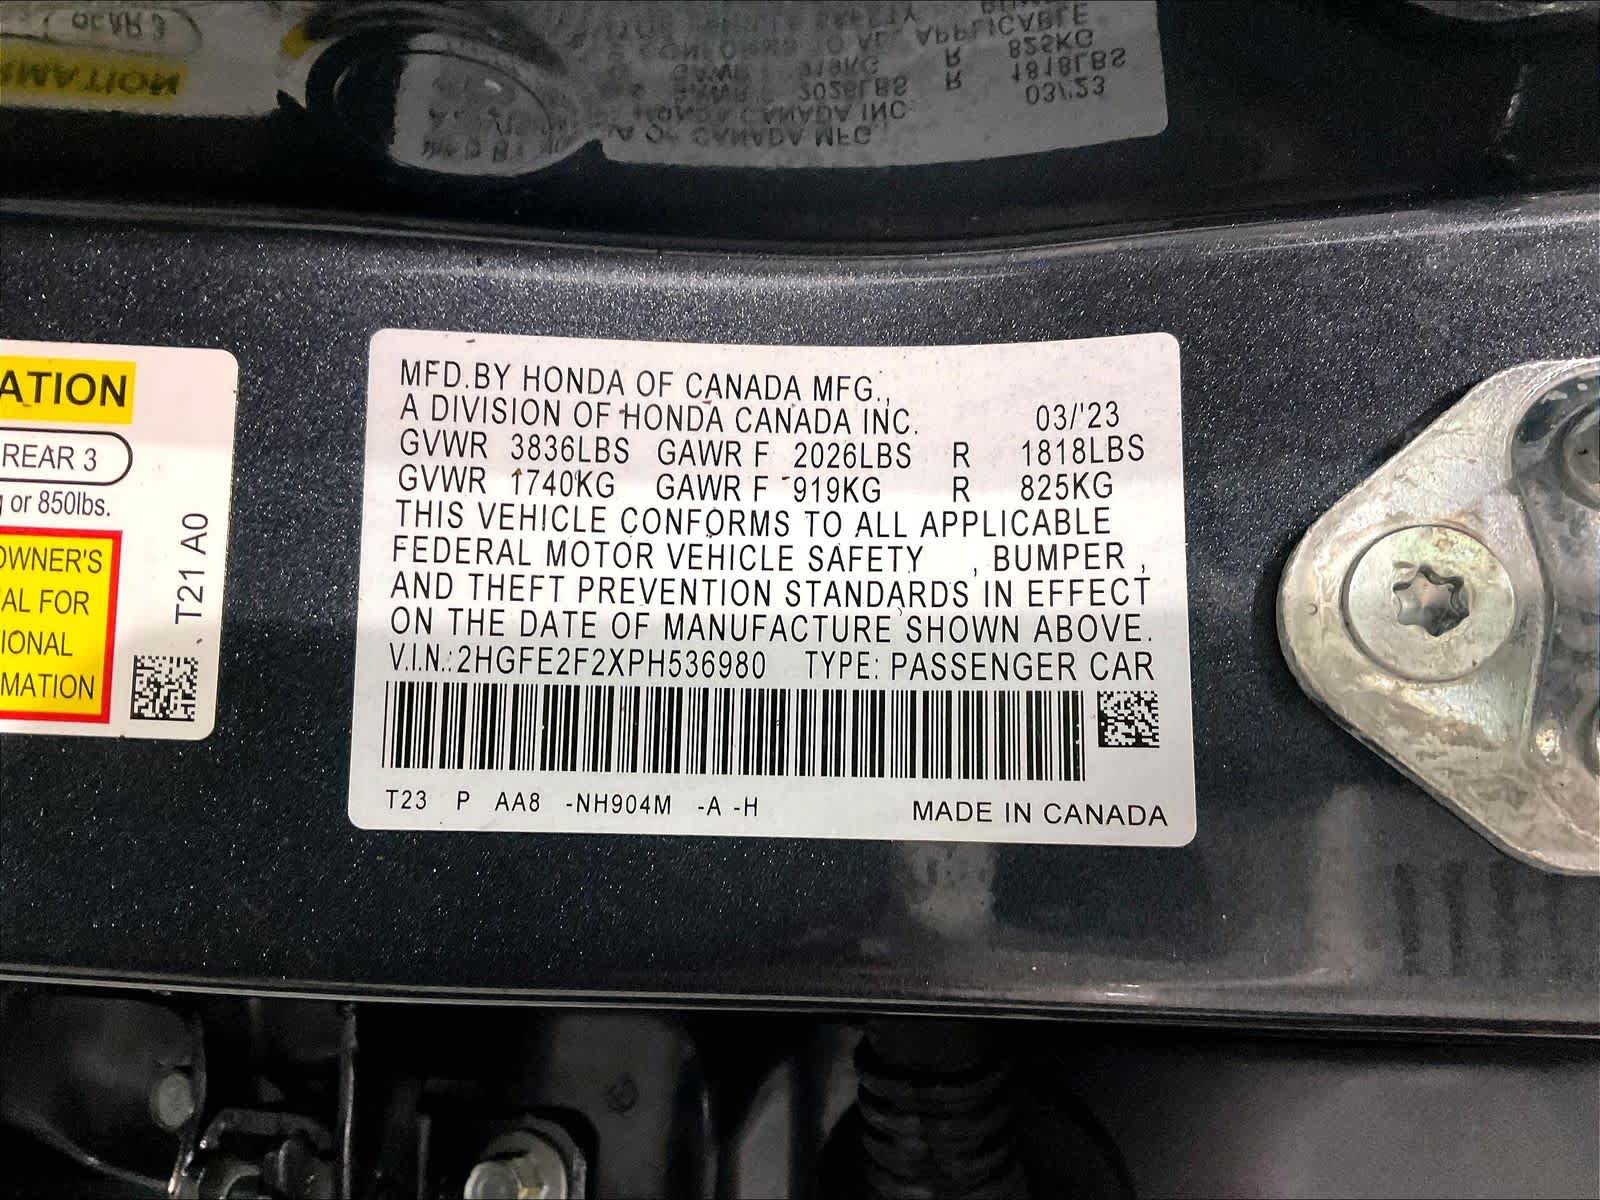 ATION
REAR 3
or 850lbs.
OWNER'S
AL FOR
IONAL
MATION
T21 A0
MFD.BY HONDA OF CANADA MFG.,
A DIVISION OF HONDA CANADA INC. 03/'23
GVWR 3836LBS GAWR F 2026LBS R 1818LBS
GVWR 1740KG GAWR F 919KG R 825KG
THIS VEHICLE CONFORMS TO ALL APPLICABLE
FEDERAL MOTOR VEHICLE SAFETY , BUMPER ,
AND THEFT PREVENTION STANDARDS IN EFFECT
ON THE DATE OF MANUFACTURE SHOWN ABOVE.
V.I.N.: 2HGFE2F2XPH536980 TYPE: PASSENGER CAR
T23 P AA8 -NH904M -A -H MADE IN CANADA